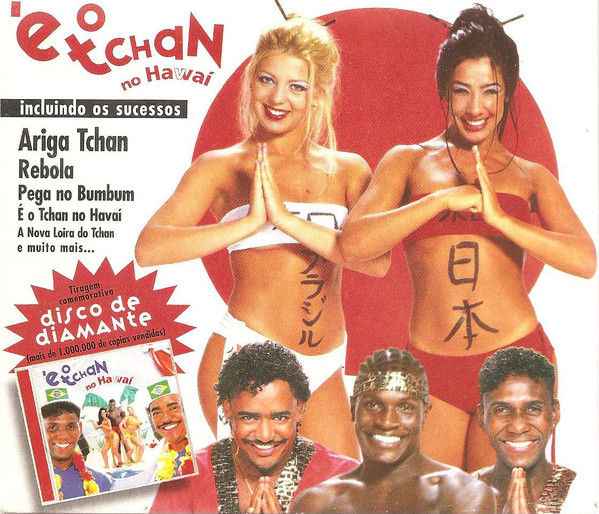 'é o tchan
no Hawaí
incluindo os sucessos
Ariga Tchan
Rebola
Pega no Bumbum
É o Tchan no Havaí
A Nova Loira do Tchan
e muito mais...
Tiragem
comemorativa
disco de
diamante
(mais de 1.000.000 de copias vendidas)
'é o tchan
no Hawaí
ブラジル
日本